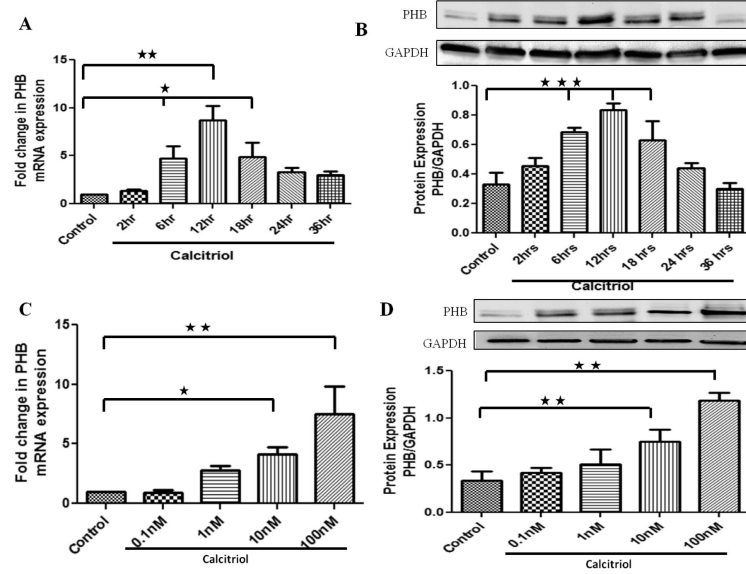 A
Fold change in PHB
mRNA expression
15
10
5
0
★★
★
Control
2hr
6hr
12hr
18hr
24hr
36hr
Calcitriol
B
PHB
GAPDH
Protein Expression
PHB/GAPDH
1.0
0.8
0.6
0.4
0.2
0.0
★★★
Control
2hrs
6hrs
12hrs
18 hrs
24 hrs
36 hrs
Calcitriol
C
Fold change in PHB
mRNA expression
15
10
5
0
★★
★
Control
0.1nM
1nM
10nM
100nM
Calcitriol
D
PHB
GAPDH
Protein Expression
PHB/GAPDH
1.5
1.0
0.5
0.0
★★
★★
Control
0.1nM
1nM
10nM
100nM
Calcitriol